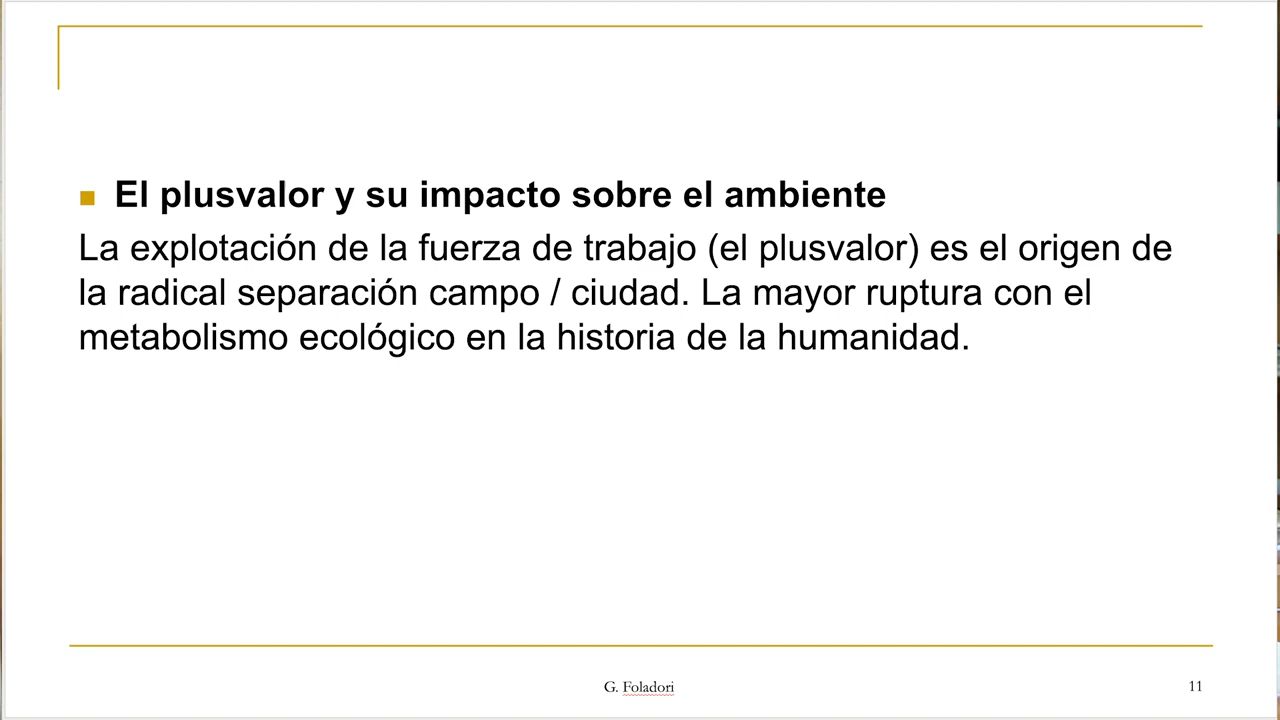 El plusvalor y su impacto sobre el ambiente
La explotación de la fuerza de trabajo (el plusvalor) es el origen de
la radical separación campo / ciudad. La mayor ruptura con el
metabolismo ecológico en la historia de la humanidad.
G. Foladori
11